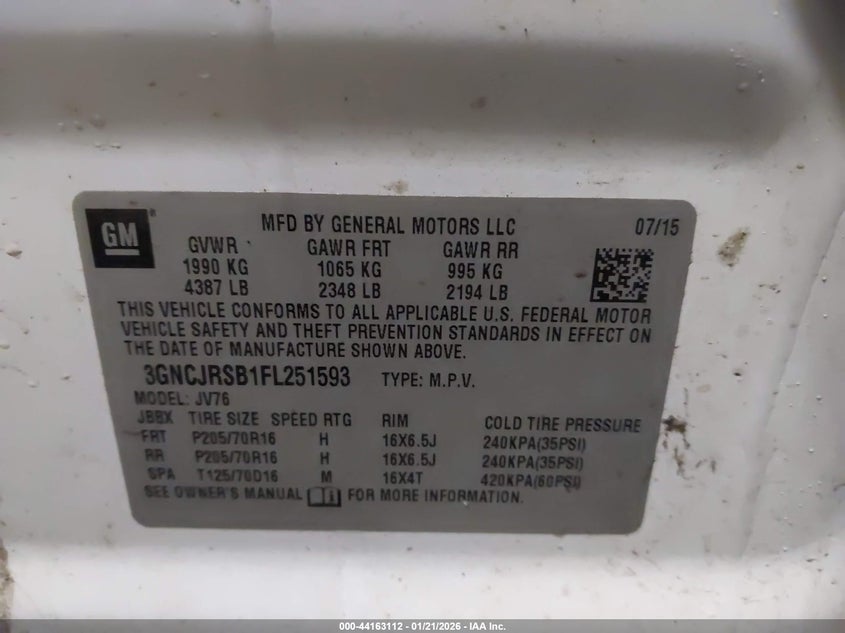 GM
MFD BY GENERAL MOTORS LLC 07/15
GVWR GAWR FRT GAWR RR
1990 KG 1065 KG 995 KG
4387 LB 2348 LB 2194 LB
THIS VEHICLE CONFORMS TO ALL APPLICABLE U.S. FEDERAL MOTOR
VEHICLE SAFETY AND THEFT PREVENTION STANDARDS IN EFFECT ON
THE DATE OF MANUFACTURE SHOWN ABOVE.
3GNCJRSB1FL251593 TYPE: M.P.V.
MODEL: JV76
JBBX TIRE SIZE SPEED RTG RIM COLD TIRE PRESSURE
FRT P205/70R16 H 16X6.5J 240KPA(35PSI)
RR P205/70R16 H 16X6.5J 240KPA(35PSI)
SPA T125/70D16 M 16X4T 420KPA(60PSI)
SEE OWNER'S MANUAL FOR MORE INFORMATION.
000-44163112 - 01/21/2026 - IAA Inc.